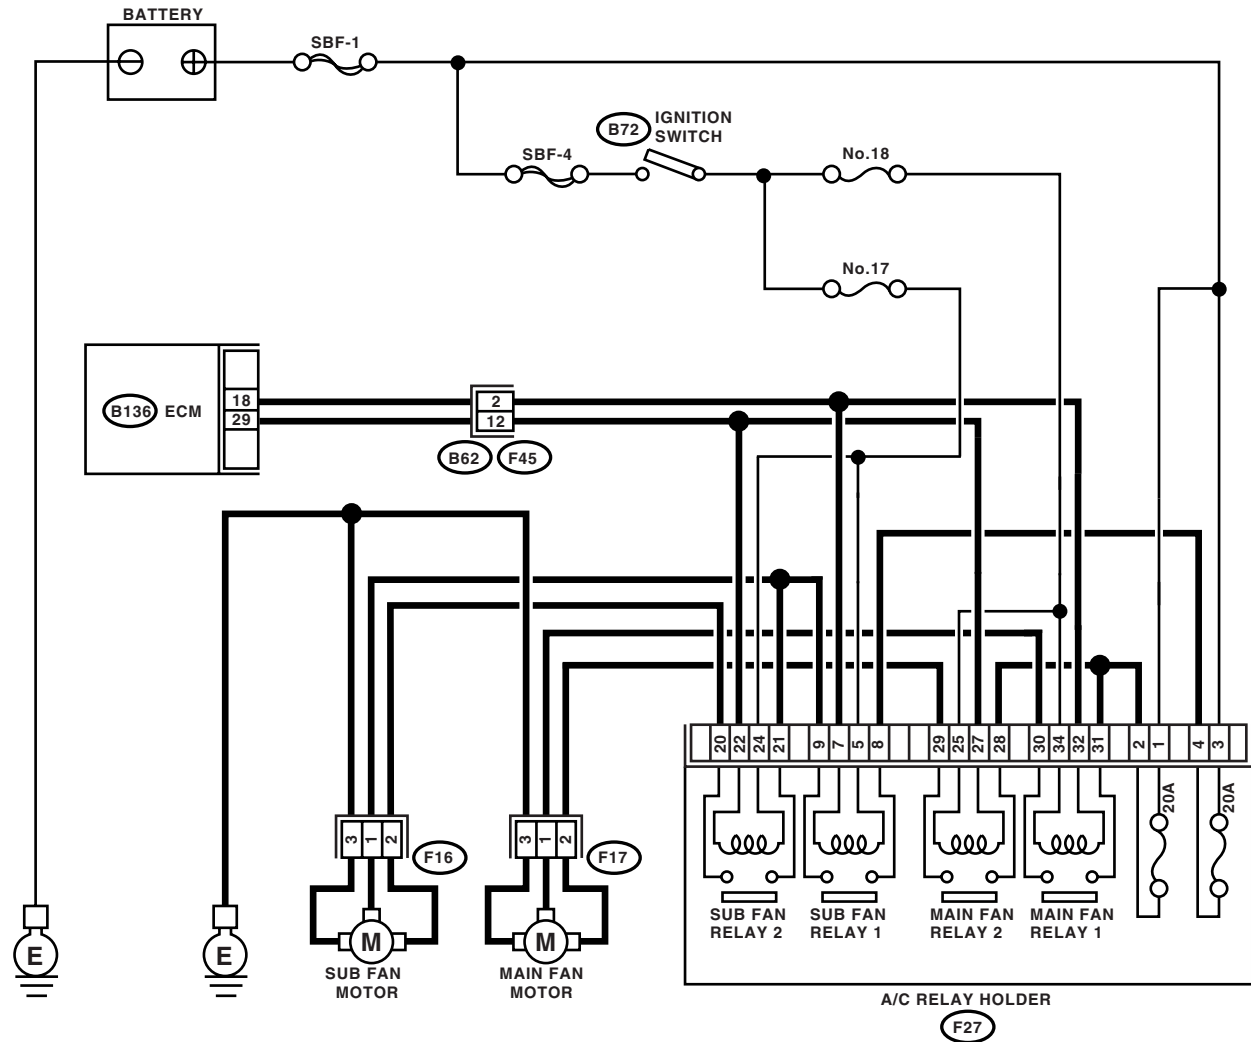 BATTERY
SBF-1
B72
IGNITION
SWITCH
SBF-4
No.18
No.17
B136
ECM
18
29
2
12
B62
F45
20
22
24
21
9
7
5
8
29
25
27
28
30
34
32
31
2
1
4
3
20A
20A
3
1
2
F16
3
1
2
F17
SUB FAN
RELAY 2
SUB FAN
RELAY 1
MAIN FAN
RELAY 2
MAIN FAN
RELAY 1
E
E
M
M
SUB FAN
MOTOR
MAIN FAN
MOTOR
A/C RELAY HOLDER
F27